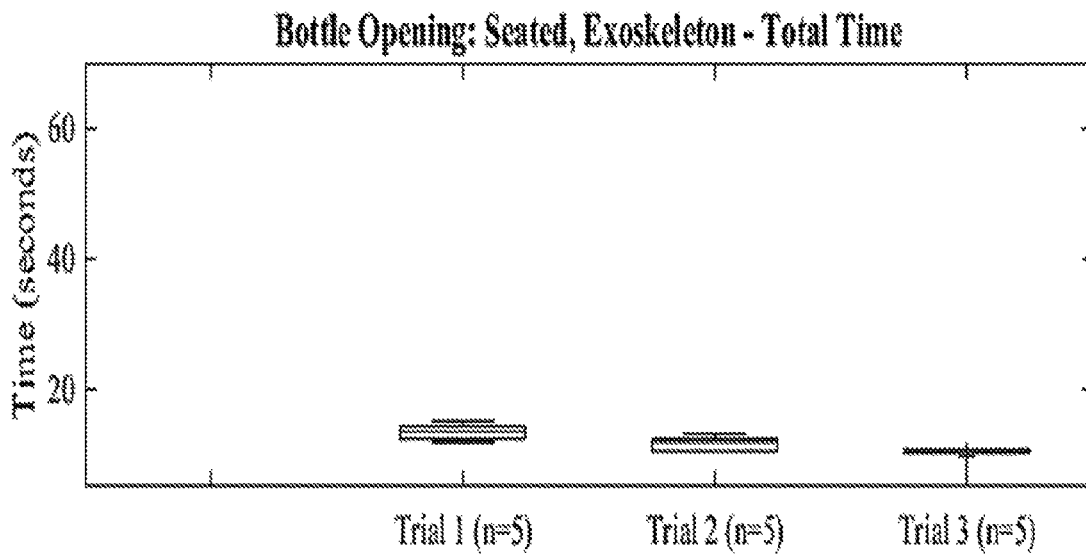 Bottle Opening: Seated, Exoskeleton - Total Time
Time (seconds)
60
40
20
Trial 1 (n=5)
Trial 2 (n=5)
Trial 3 (n=5)